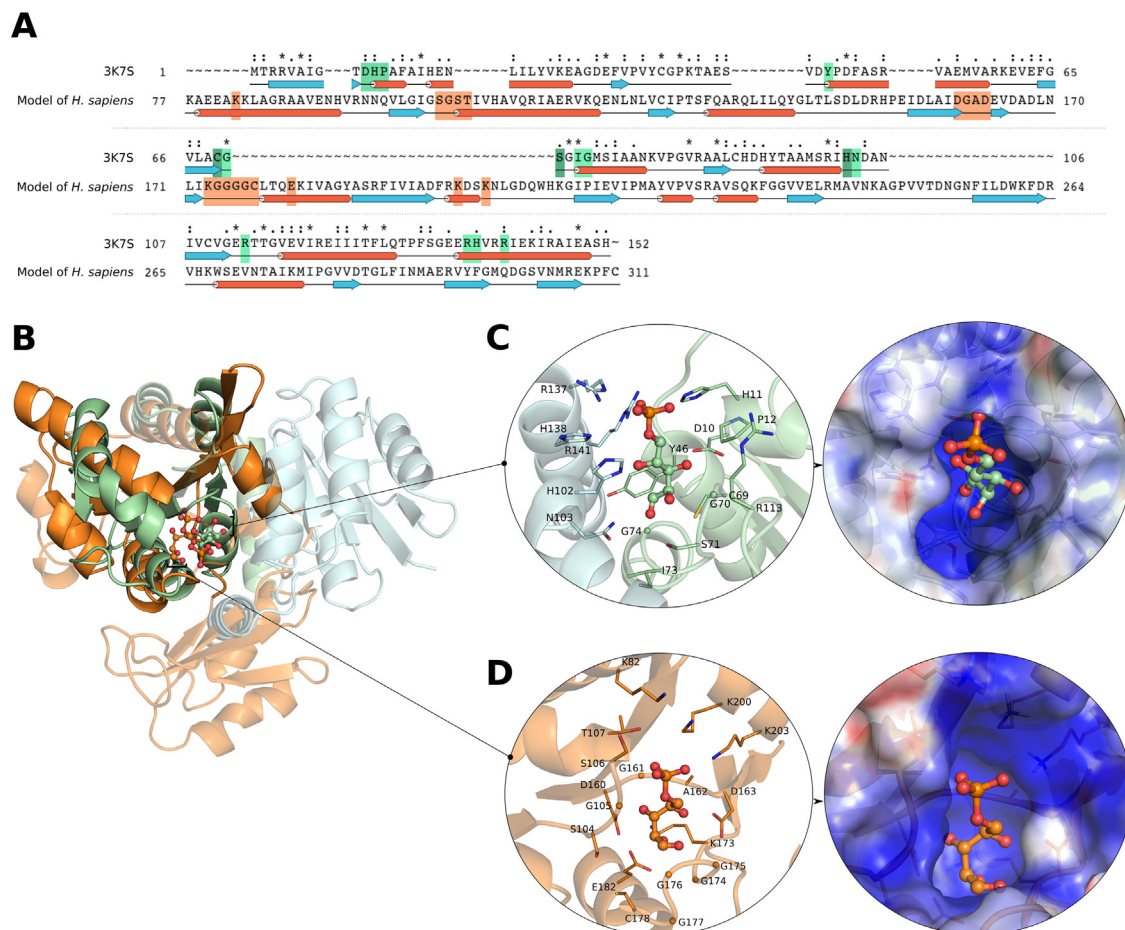 A
:: *.*: : .: * . :. . : : . .: *. . .: .*.. :: *: : ::
3K7S 1 ~~~~~~~MTRRVAIG~~~TDHPAFAIHEN~~~~~~LILYVKEAGDEFVPVYCGPKTAES~~~~~~~~VDYPDFASR~~~~~VAEMVARKEVEFG 65
Model of H. sapiens 77 KAEEAKKLAGRAAVENHVRNNQVLGIGSGSTIVHAVQRIAERVKQENLNLVCIPTSFQARQLILQYGLTLSDLDRHPEIDLAIDGADEVDADLN 170
3K7S 66 VLACG~~~~~~~~~~~~~~~~~~~~~~~~~~~~~~~~~~~SGIGMSIAANKVPGVRAALCHDHYTAAMSRIHNDAN~~~~~~~~~~~~~~~~~~ 106
Model of H. sapiens 171 LIKGGGGCLTQEKIVAGYASRFIVIADFRKDSKNLGDQWHKGIPIEVIPMAYVPVSRAVSQKFGGVVELRMAVNKAGPVVTDNGNFILDWKFDR 264
3K7S 107 IVCVGERTTGVEVIREIIITFLQTPFSGEERHVRRIEKIRAIEASH~ 152
Model of H. sapiens 265 VHKWSEVNTAIKMIPGVVDTGLFINMAERVYFGMQDGSVNMREKPFC 311
B
C
R137
H11
H138
P12
D10
R141
Y46
H102
C69
G70
R113
N103
G74
S71
I73
D
K82
K200
T107
K203
S106
G161
A162
D160
D163
G105
S104
K173
G175
E182
G176
G174
C178
G177